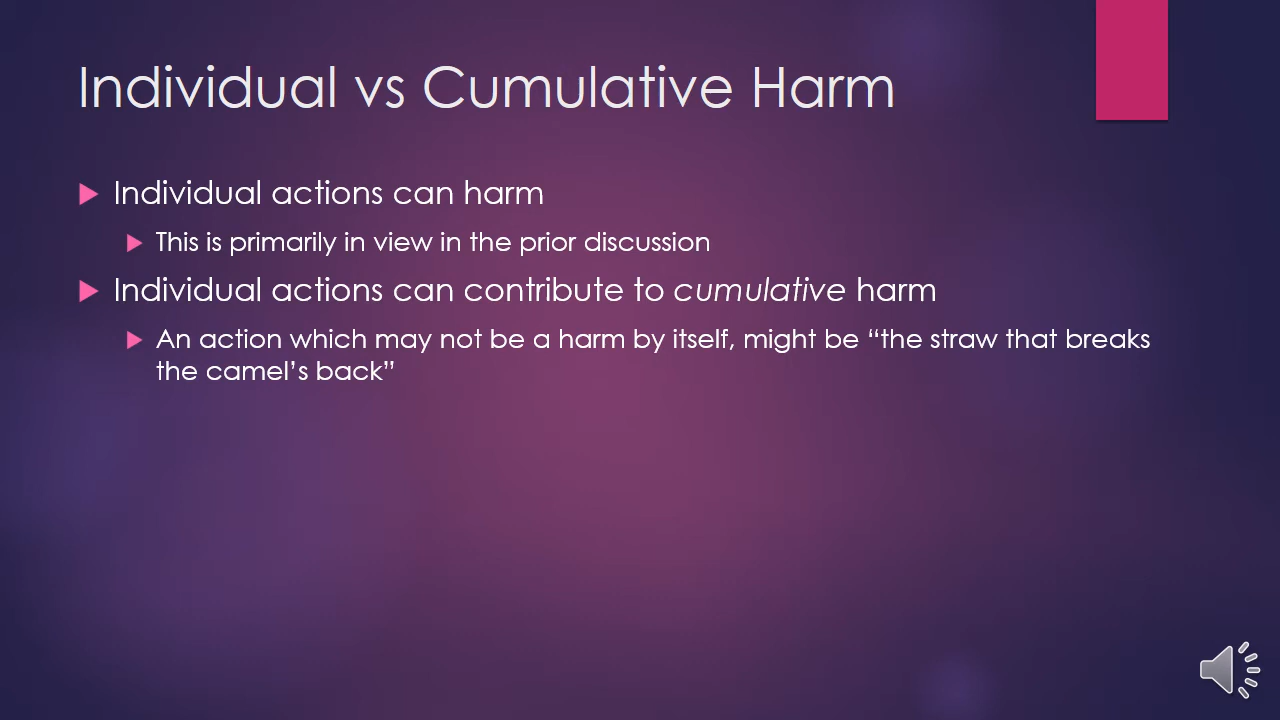 Individual vs Cumulative Harm
Individual actions can harm
This is primarily in view in the prior discussion
Individual actions can contribute to cumulative harm
An action which may not be a harm by itself, might be “the straw that breaks
the camel’s back”